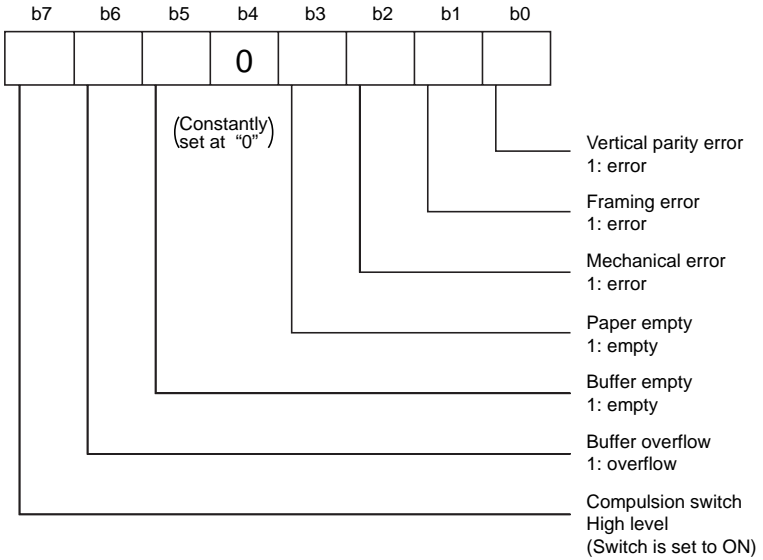 b7 b6 b5 b4 b3 b2 b1 b0
0
(Constantly)
(set at “0”)
Vertical parity error
1: error
Framing error
1: error
Mechanical error
1: error
Paper empty
1: empty
Buffer empty
1: empty
Buffer overflow
1: overflow
Compulsion switch
High level
(Switch is set to ON)